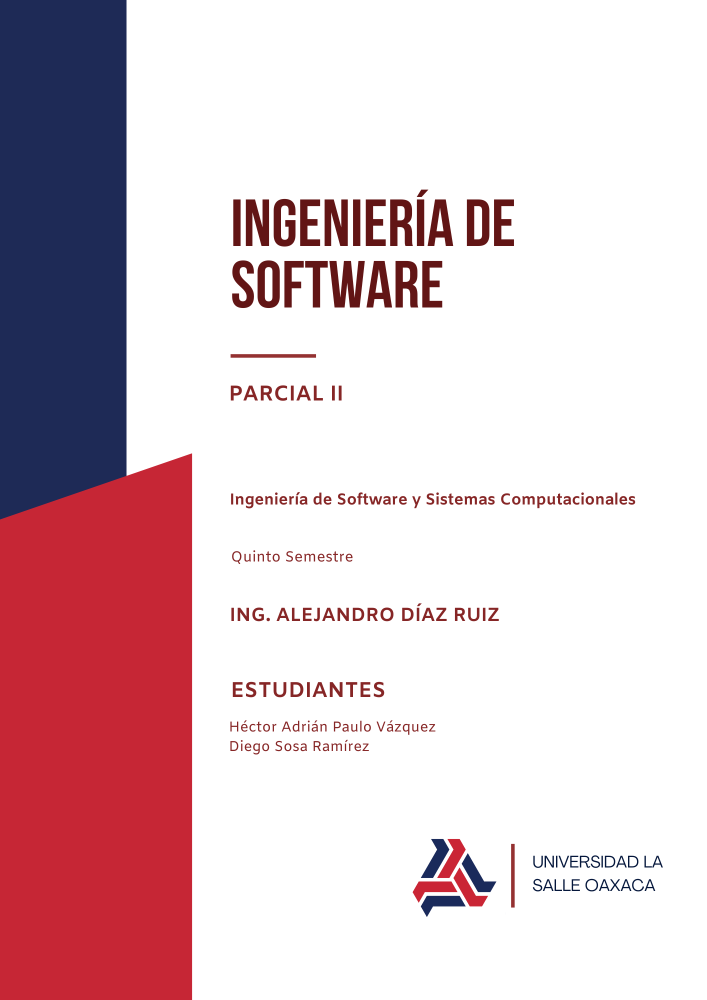 INGENIERÍA DE
SOFTWARE
PARCIAL II
Ingeniería de Software y Sistemas Computacionales
Quinto Semestre
ING. ALEJANDRO DÍAZ RUIZ
ESTUDIANTES
Héctor Adrián Paulo Vázquez
Diego Sosa Ramírez
UNIVERSIDAD LA
SALLE OAXACA